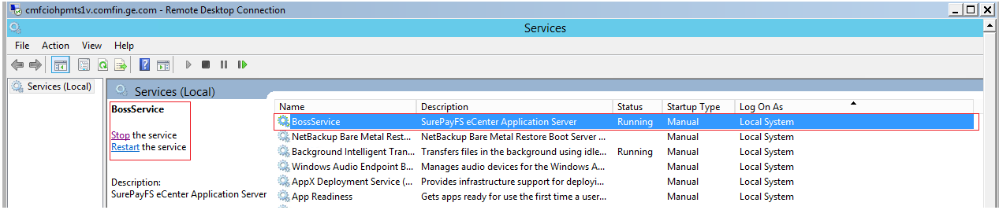 cmfciohpmts1v.comfin.ge.com - Remote Desktop Connection
Services
File Action View Help
Services (Local)
Services (Local)
BossService
Stop the service
Restart the service
Description:
SurePayFS eCenter Application Server
Name Description Status Startup Type Log On As
BossService SurePayFS eCenter Application Server Running Manual Local System
NetBackup Bare Metal Rest... NetBackup Bare Metal Restore Boot Server ... Manual Local System
Background Intelligent Tran... Transfers files in the background using idle... Running Manual Local System
Windows Audio Endpoint B... Manages audio devices for the Windows A... Manual Local System
AppX Deployment Service (... Provides infrastructure support for deployi... Manual Local System
App Readiness Gets apps ready for use the first time a user... Manual Local System